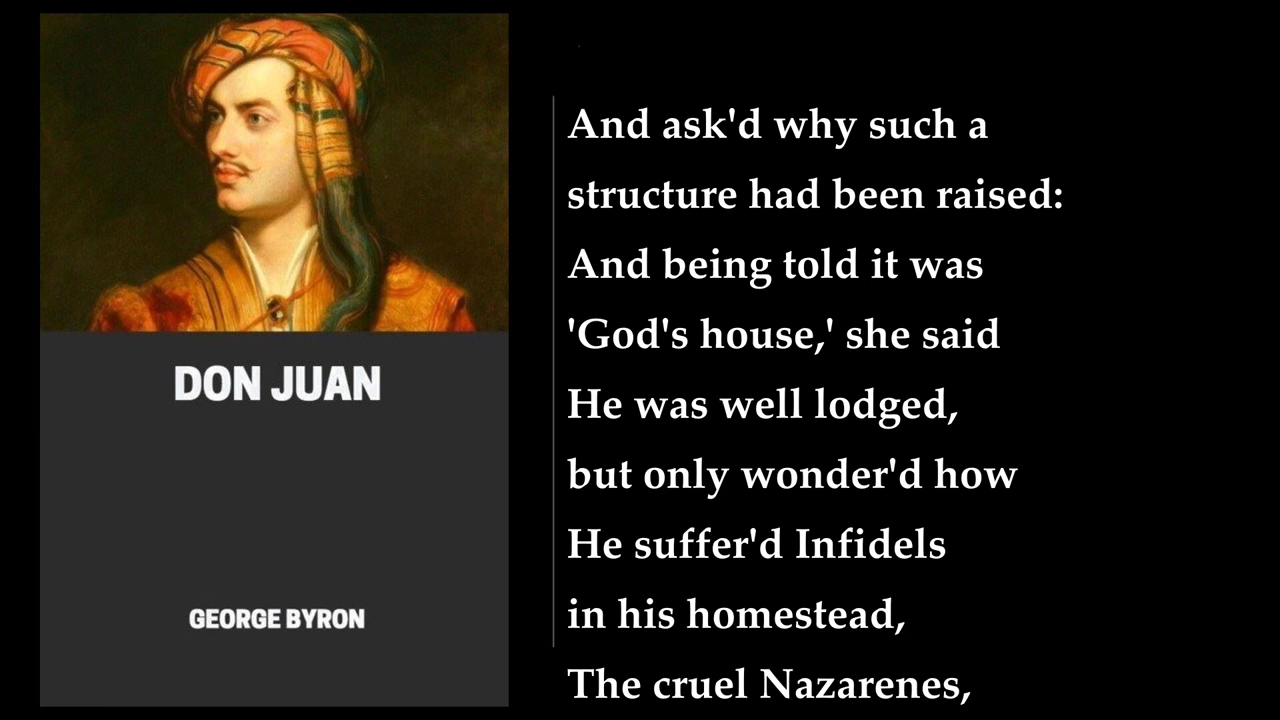 DON JUAN
GEORGE BYRON
And ask'd why such a
structure had been raised:
And being told it was
'God's house,' she said
He was well lodged,
but only wonder'd how
He suffer'd Infidels
in his homestead,
The cruel Nazarenes,